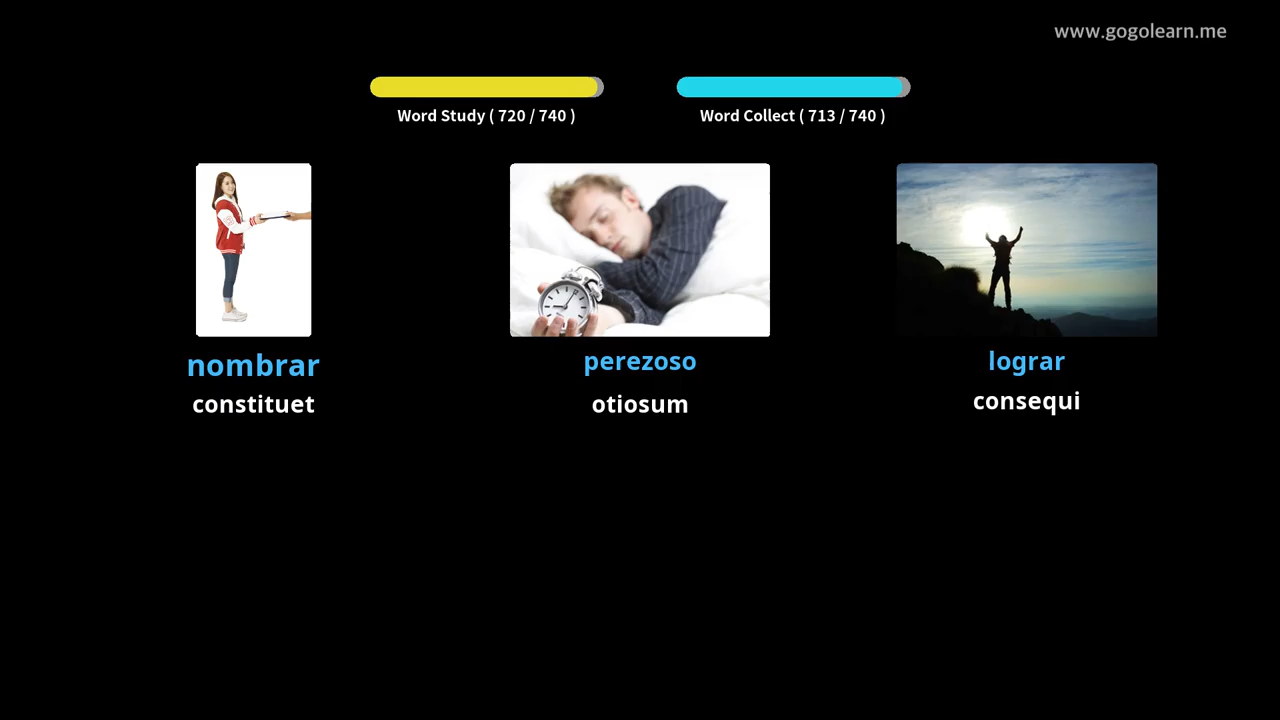 www.gogolearn.me
Word Study ( 720 / 740 )
Word Collect ( 713 / 740 )
nombrar
perezoso
lograr
constituet
otiosum
consequi